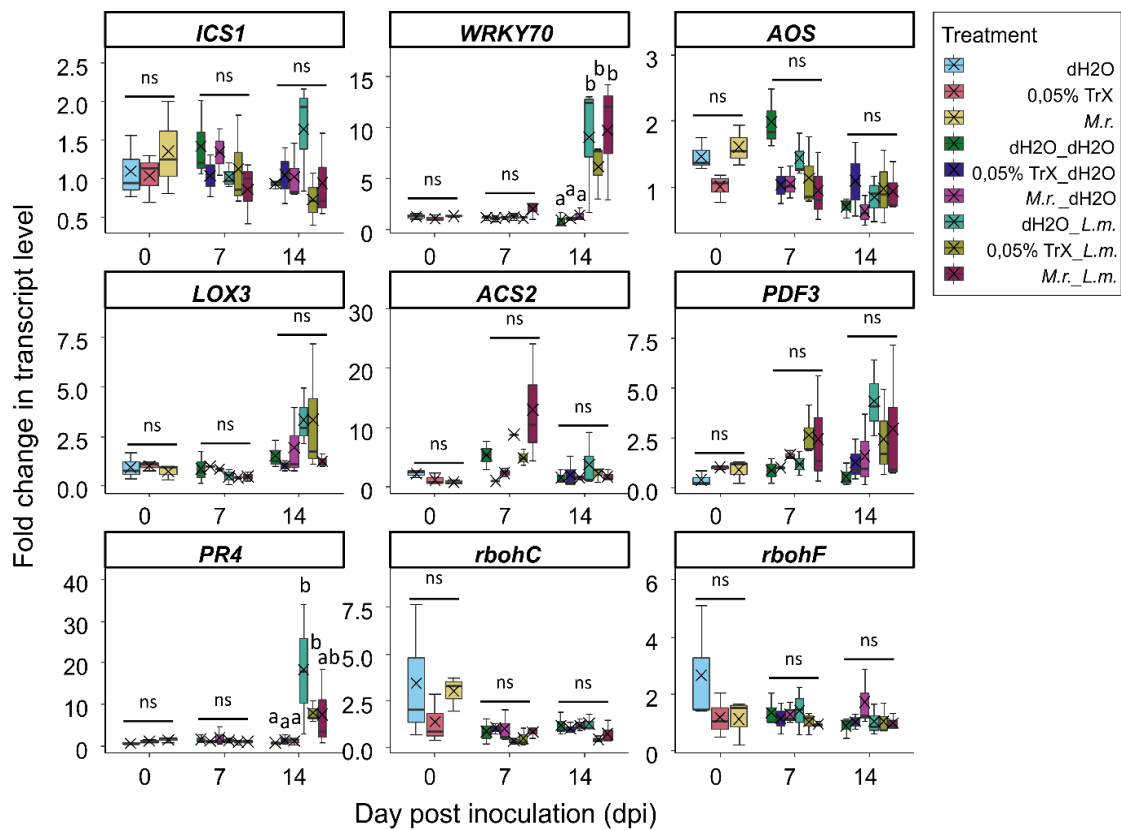 ICS1 WRKY70 AOS
2.5
2.0
1.5
1.0
0.5
ns ns ns
0 7 14
15
10
5
0
ns ns a a a b b b
0 7 14
3
2
1
ns ns ns
0 7 14
Treatment
dH2O
0,05% TrX
M.r.
dH2O_dH2O
0,05% TrX_dH2O
M.r._dH2O
dH2O_L.m.
0,05% TrX_L.m.
M.r._L.m.
Fold change in transcript level
LOX3 ACS2 PDF3
7.5
5.0
2.5
0.0
ns ns ns
0 7 14
30
20
10
0
ns ns ns
0 7 14
7.5
5.0
2.5
0.0
ns ns ns
0 7 14
PR4 rbohC rbohF
40
30
20
10
0
ns ns a a a b b ab
0 7 14
7.5
5.0
2.5
0.0
ns ns ns
0 7 14
6
4
2
0
ns ns ns
0 7 14
Day post inoculation (dpi)